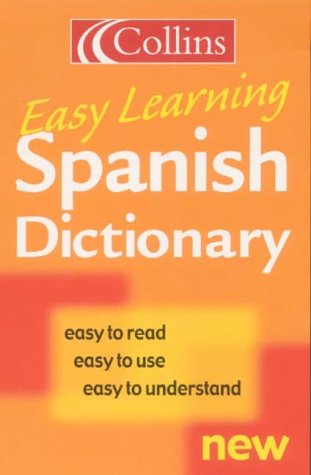 Collins
Easy Learning
Spanish
Dictionary
easy to read
easy to use
easy to understand
new